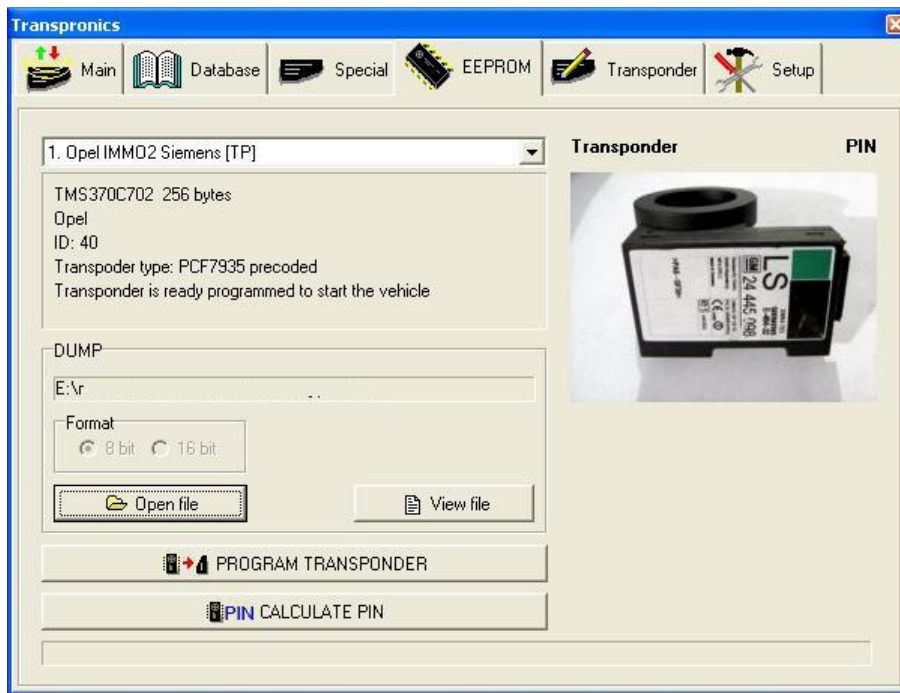 Transpronics
Main
Database
Special
EEPROM
Transponder
Setup
1. Opel IMMO2 Siemens [TP]
Transponder
PIN
TMS370C702 256 bytes
Opel
ID: 40
Transpoder type: PCF7935 precoded
Transponder is ready programmed to start the vehicle
LS
GM
24 445 098
SIEMENS
DUMP
E:\r
Format
8 bit
16 bit
Open file
View file
PROGRAM TRANSPONDER
PIN CALCULATE PIN